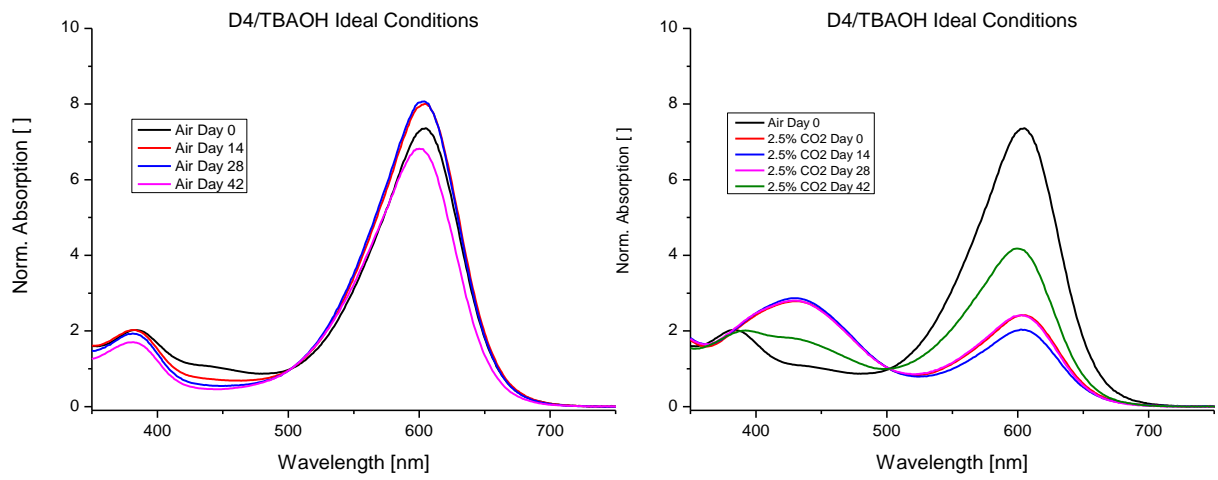 D4/TBAOH Ideal Conditions
10
8
6
4
2
0
Norm. Absorption [ ]
Air Day 0
Air Day 14
Air Day 28
Air Day 42
400
500
600
700
Wavelength [nm]
D4/TBAOH Ideal Conditions
10
8
6
4
2
0
Norm. Absorption [ ]
Air Day 0
2.5% CO2 Day 0
2.5% CO2 Day 14
2.5% CO2 Day 28
2.5% CO2 Day 42
400
500
600
700
Wavelength [nm]